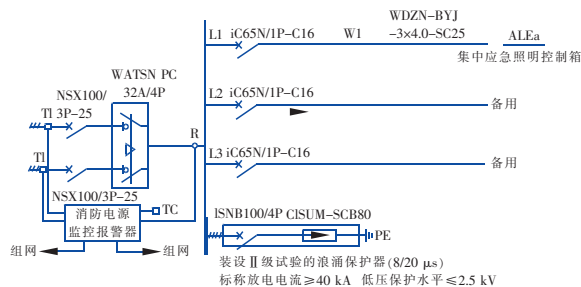 L1 iC65N/1P-C16 W1 WDZN-BYJ
-3×4.0-SC25 ALEa
集中应急照明控制箱
WATSN PC
32A/4P
NSX100/
T1 3P-25
L2 iC65N/1P-C16 备用
R
T1
L3 iC65N/1P-C16 备用
NSX100/3P-25
消防电源
监控报警器
TC
组网 组网
ISNB100/4P CISUM-SCB80
PE
装设Ⅱ级试验的浪涌保护器(8/20 μs)
标称放电电流≥40 kA 低压保护水平≤2.5 kV